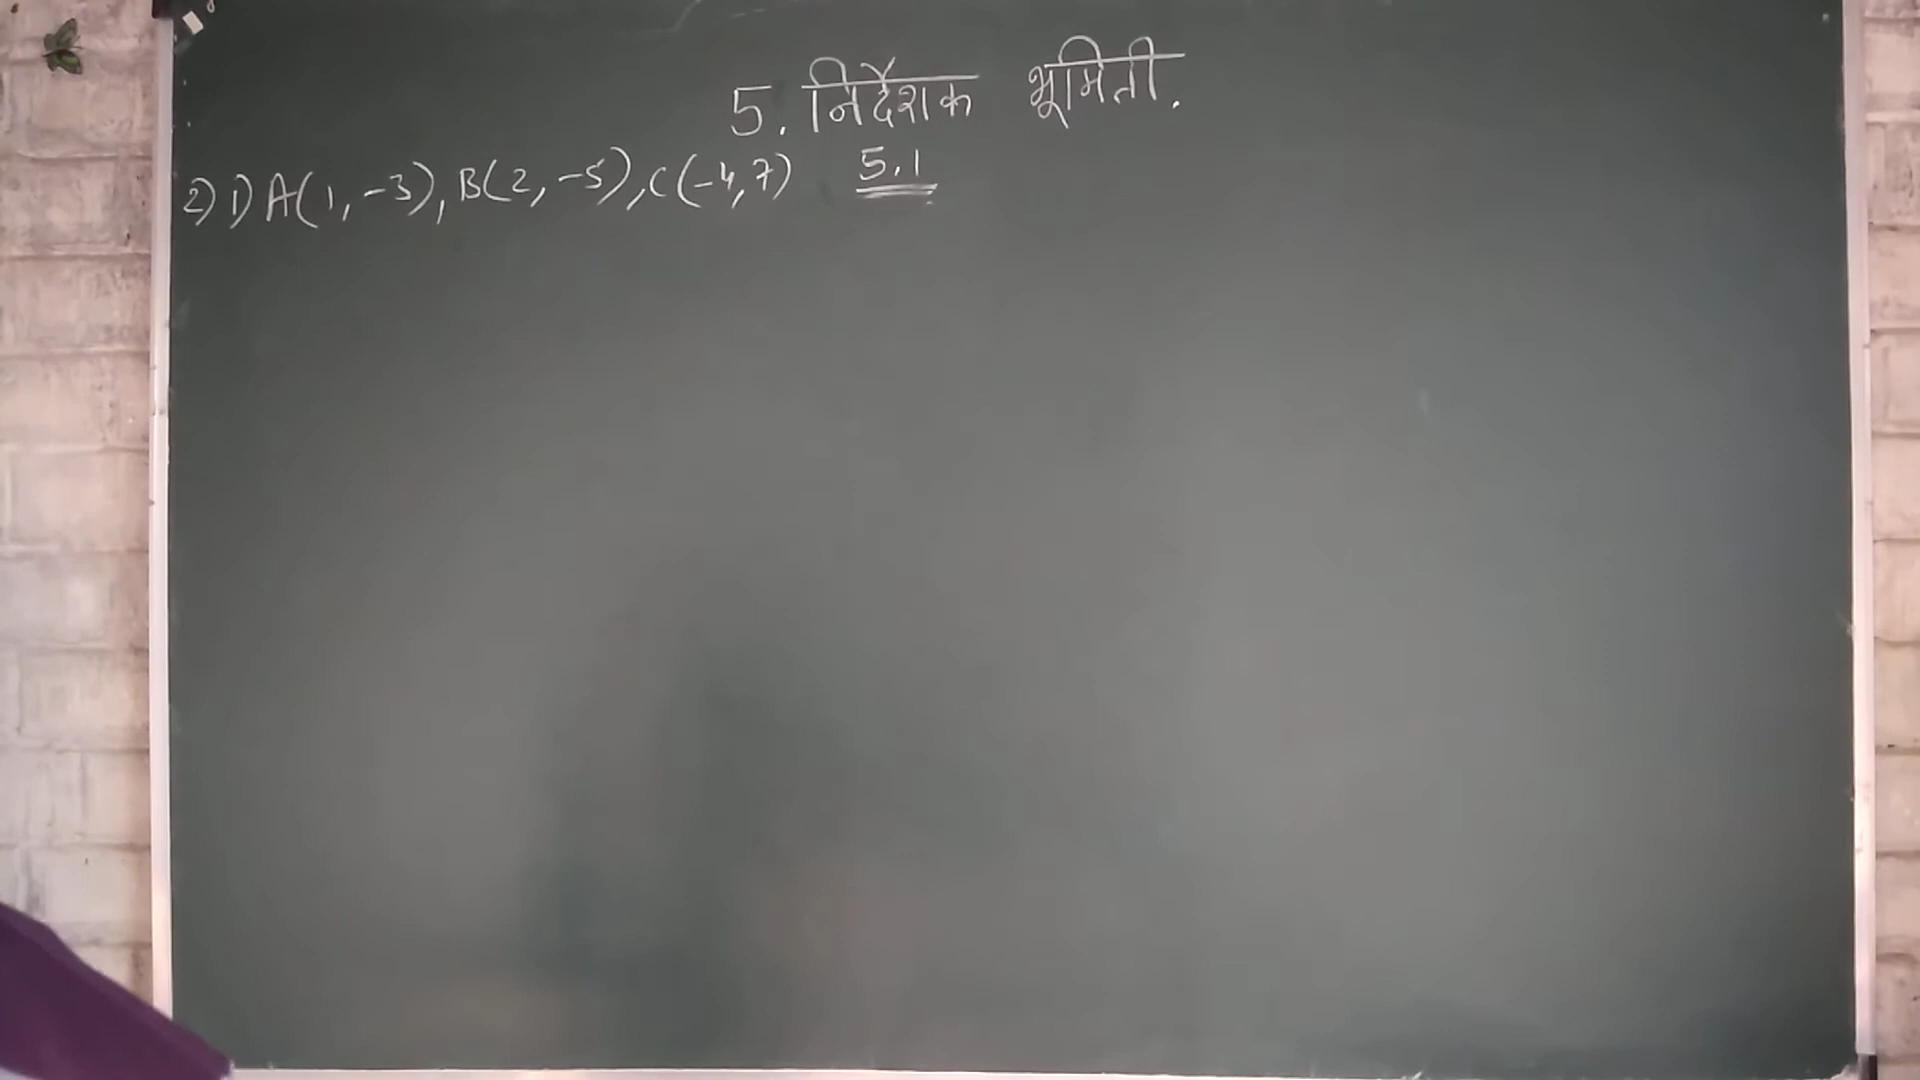 5. निर्देशक भूमिती.
2) 1) A(1, -3), B(2, -5), C(-4, 7) 5.1